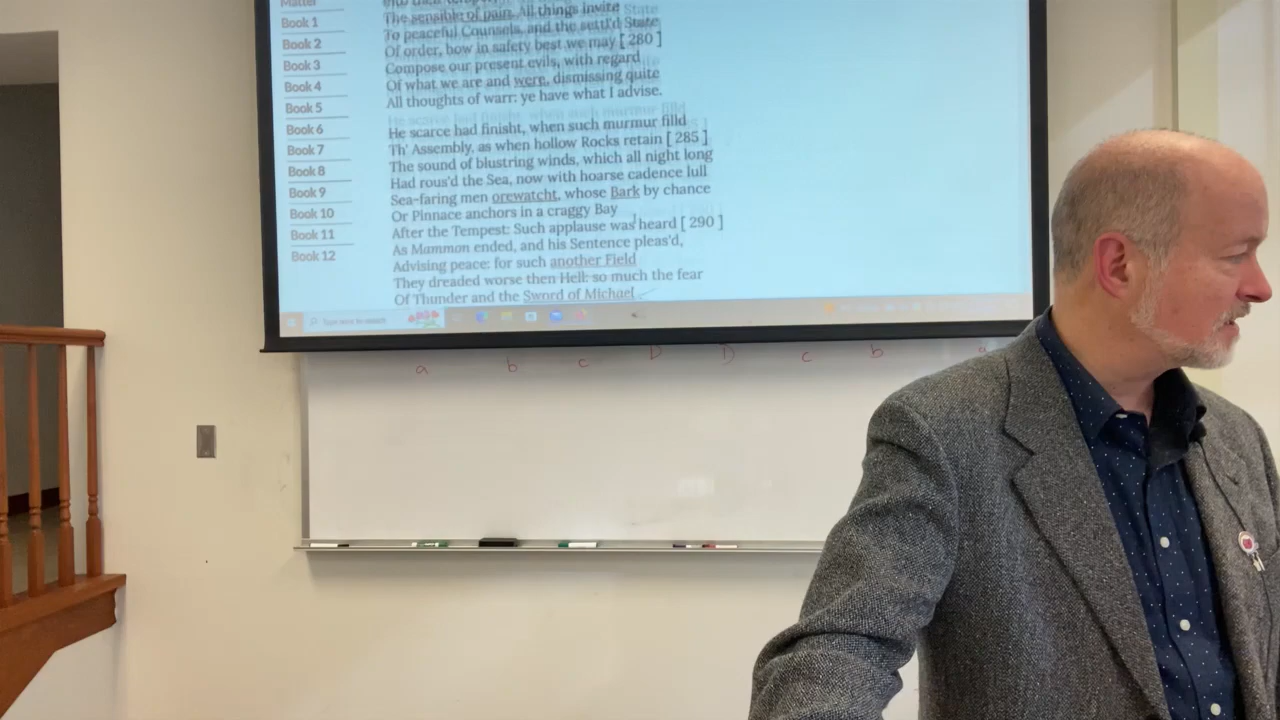 Matter
Book 1
Book 2
Book 3
Book 4
Book 5
Book 6
Book 7
Book 8
Book 9
Book 10
Book 11
Book 12
The sensible of pain. All things invite
To peaceful Counsels, and the settl'd State
Of order, how in safety best we may [ 280 ]
Compose our present evils, with regard
Of what we are and were, dismissing quite
All thoughts of warr: ye have what I advise.
He scarce had finisht, when such murmur filld
Th' Assembly, as when hollow Rocks retain [ 285 ]
The sound of blustring winds, which all night long
Had rous'd the Sea, now with hoarse cadence lull
Sea-faring men orewatcht, whose Bark by chance
Or Pinnace anchors in a craggy Bay
After the Tempest: Such applause was heard [ 290 ]
As Mammon ended, and his Sentence pleas'd,
Advising peace: for such another Field
They dreaded worse then Hell: so much the fear
Of Thunder and the Sword of Michael
a b c D D c b a